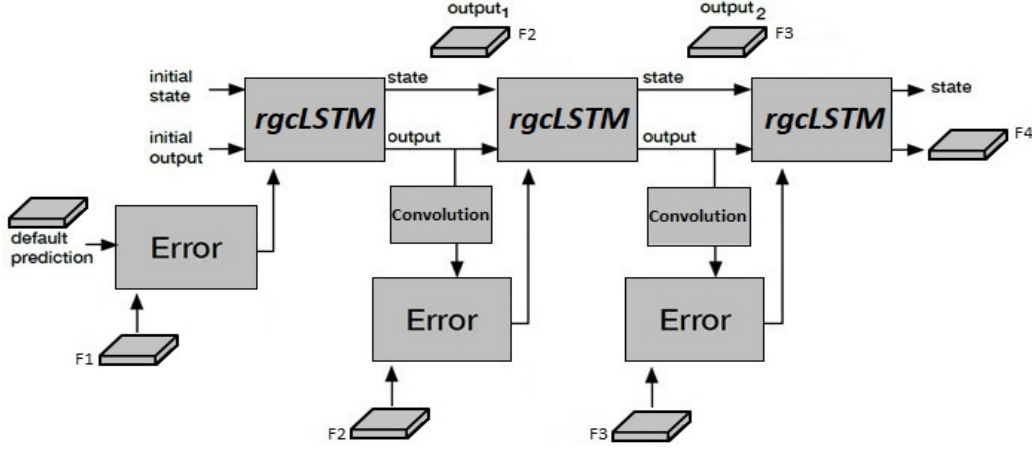 output1
F2
output2
F3
initial
state
rgcLSTM
state
rgcLSTM
state
rgcLSTM
state
initial
output
output
output
F4
Convolution
Convolution
default
prediction
Error
Error
Error
F1
F2
F3